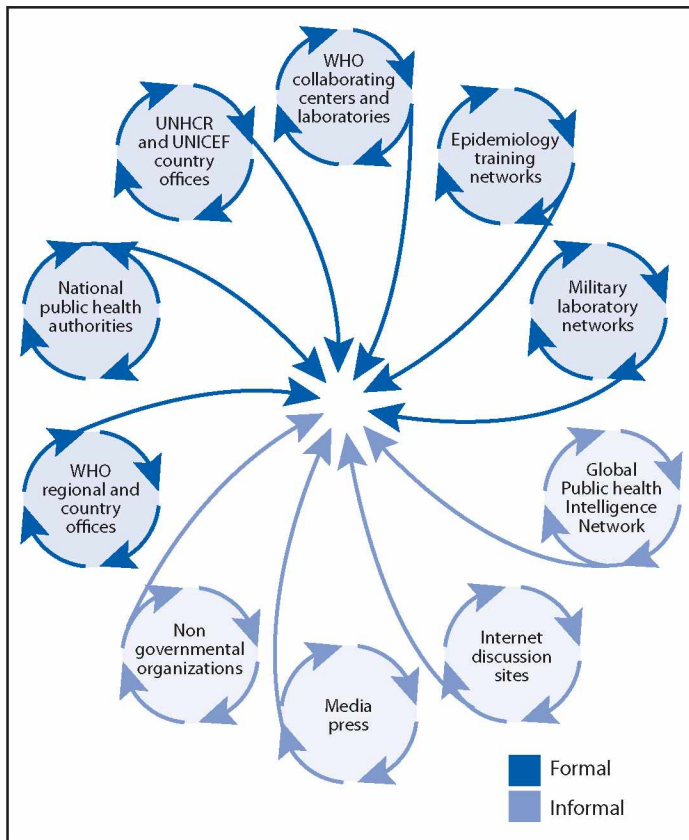 WHO
collaborating
centers and
laboratories
UNHCR
and UNICEF
country
offices
Epidemiology
training
networks
National
public health
authorities
Military
laboratory
networks
WHO
regional and
country
offices
Global
Public health
Intelligence
Network
Non
governmental
organizations
Media
press
Internet
discussion
sites
Formal
Informal